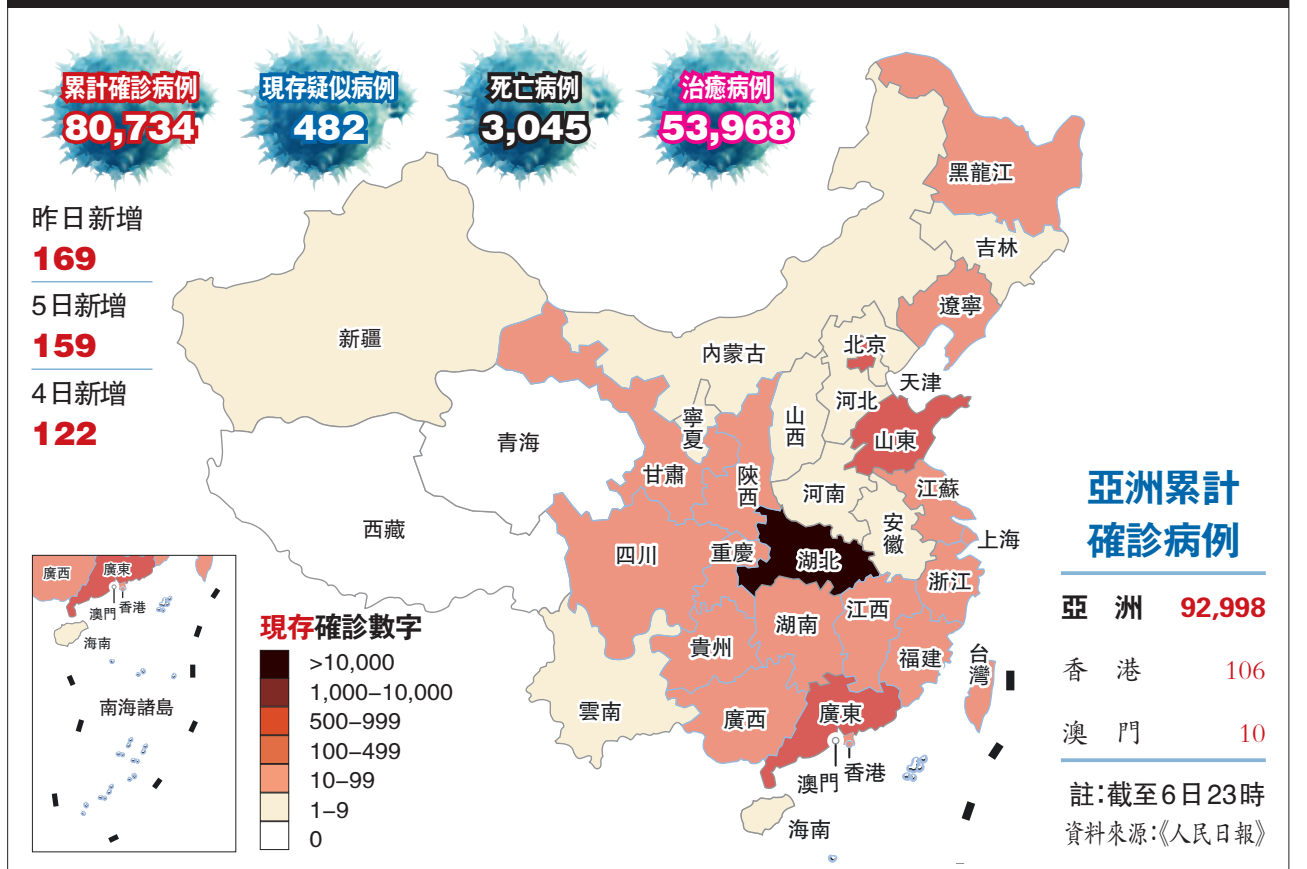 累計確診病例
80,734
現存疑似病例
482
死亡病例
3,045
治癒病例
53,968
昨日新增
169
5日新增
159
4日新增
122
黑龍江
吉林
遼寧
新疆
內蒙古
北京
天津
河北
山西
寧夏
山東
青海
甘肅
陝西
河南
江蘇
安徽
上海
西藏
四川
重慶
湖北
浙江
湖南
江西
貴州
福建
台灣
雲南
廣西
廣東
澳門
香港
海南
廣西
廣東
澳門
香港
海南
南海諸島
現存確診數字
>10,000
1,000–10,000
500–999
100–499
10–99
1–9
0
亞洲累計
確診病例
亞 洲 92,998
香 港 106
澳 門 10
註：截至6日23時
資料來源：《人民日報》